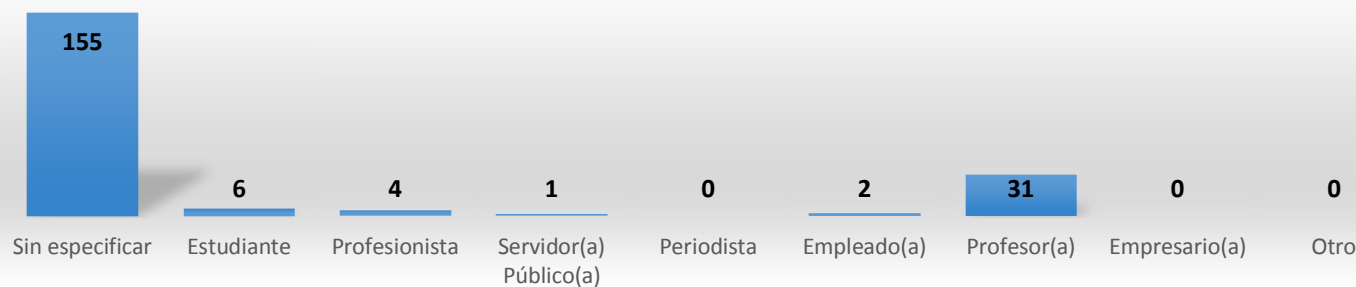 155
6
4
1
0
2
31
0
0
Sin especificar
Estudiante
Profesionista
Servidor(a)
Público(a)
Periodista
Empleado(a)
Profesor(a)
Empresario(a)
Otro